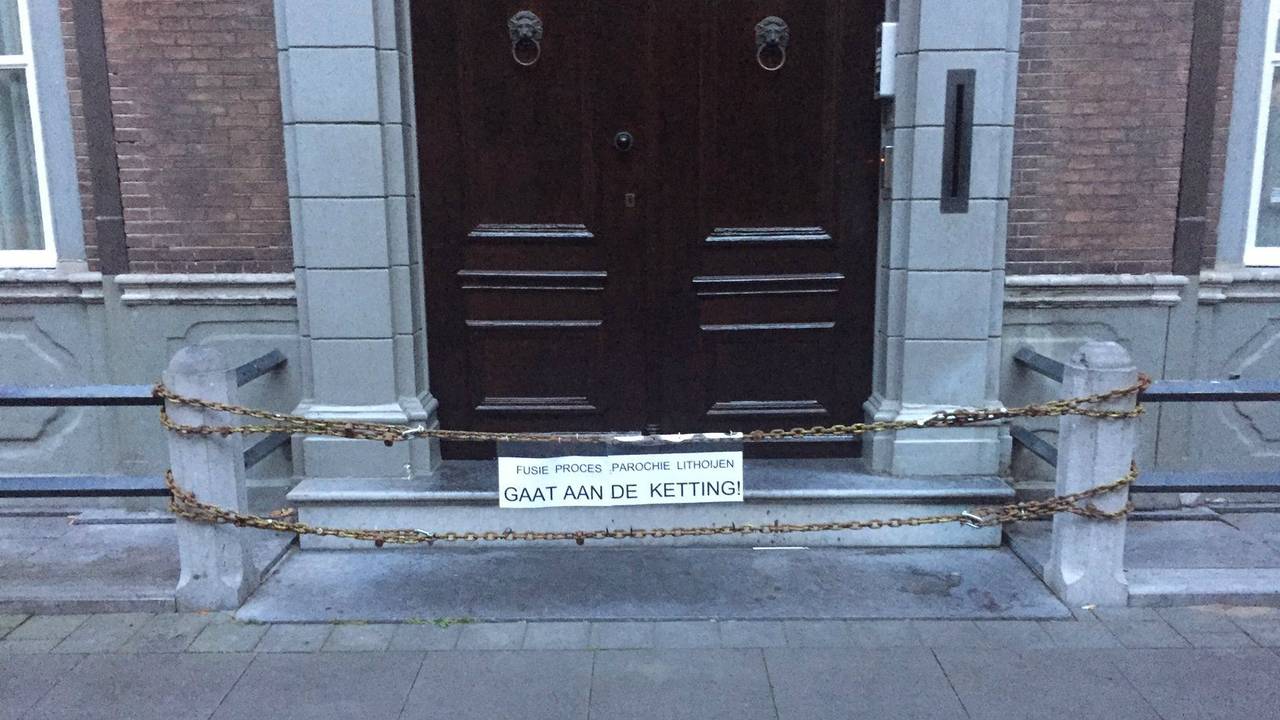 FUSIE PROCES .PAROCHIE LITHOIJEN
GAAT AAN DE KETTING!